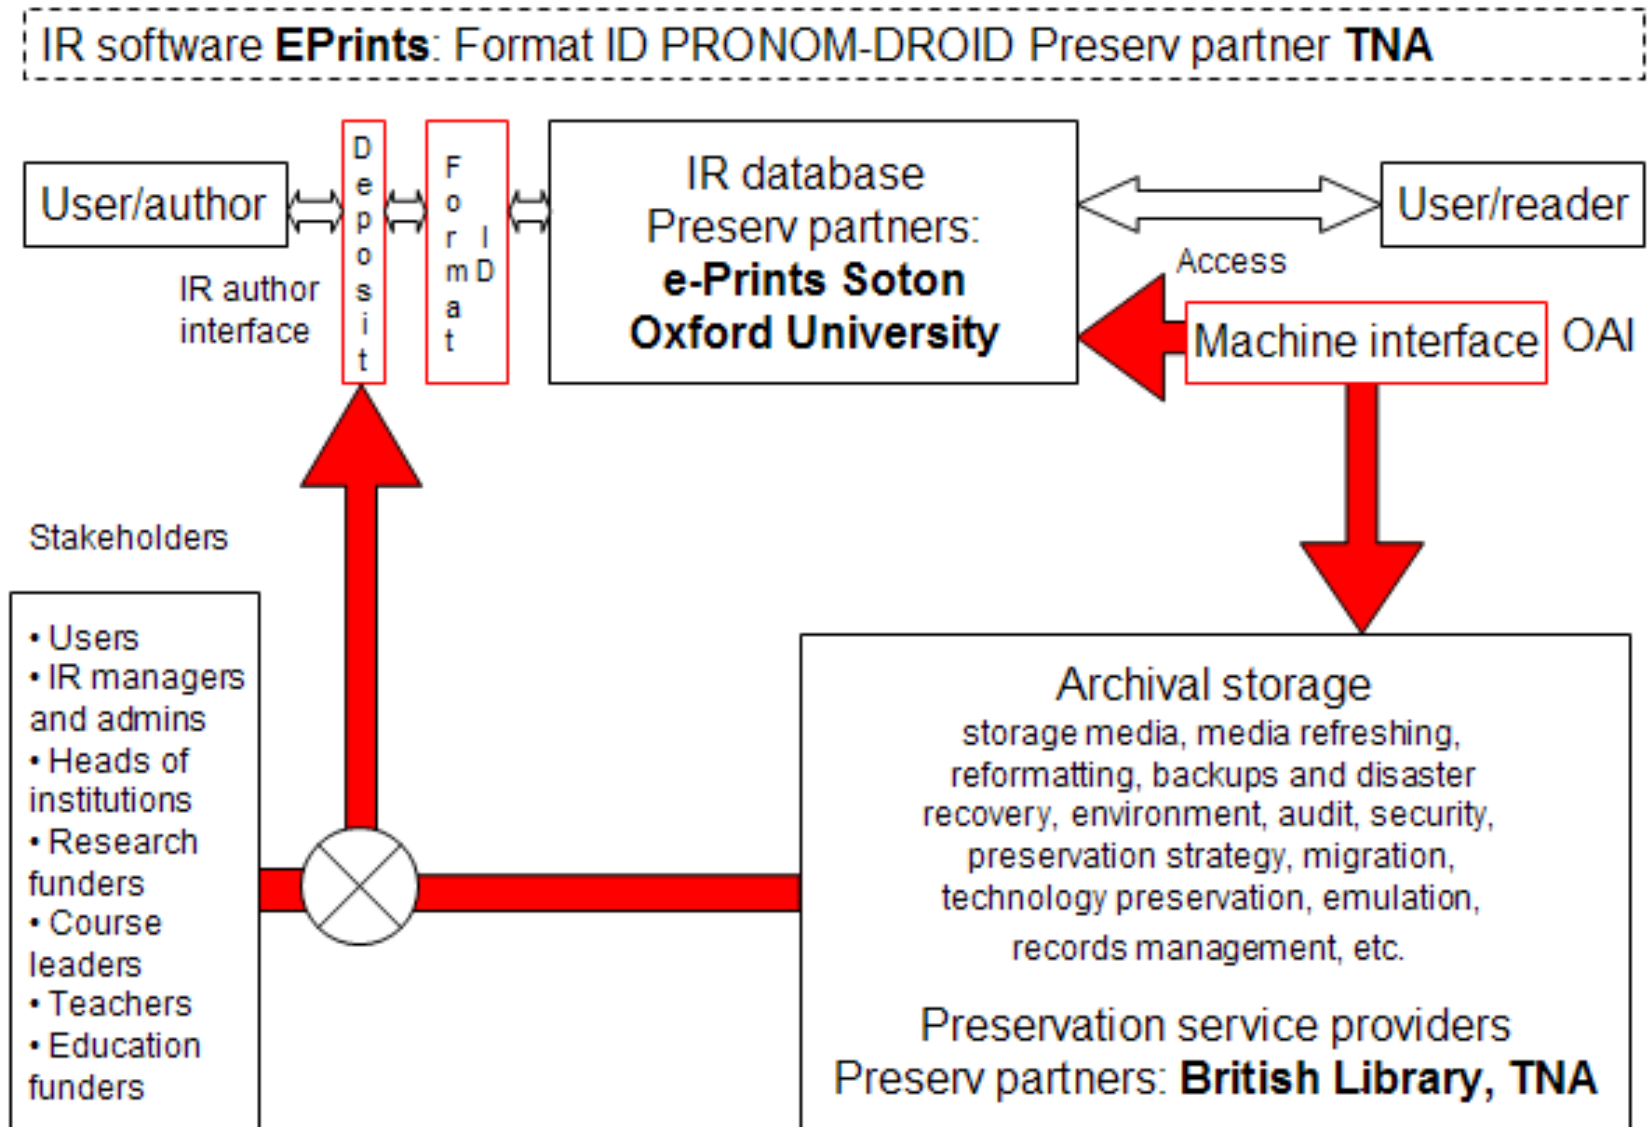 IR software EPrints: Format ID PRONOM-DROID Preserv partner TNA
User/author
IR author
interface
Deposit
Format
ID
IR database
Preserv partners:
e-Prints Soton
Oxford University
User/reader
Access
Machine interface
OAI
Stakeholders
• Users
• IR managers
and admins
• Heads of
institutions
• Research
funders
• Course
leaders
• Teachers
• Education
funders
Archival storage
storage media, media refreshing,
reformatting, backups and disaster
recovery, environment, audit, security,
preservation strategy, migration,
technology preservation, emulation,
records management, etc.
Preservation service providers
Preserv partners: British Library, TNA